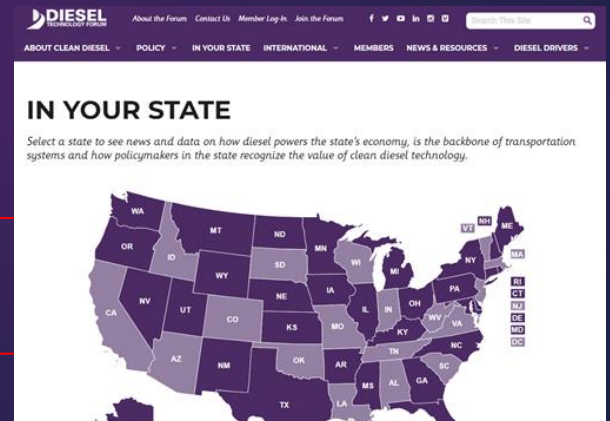 DIESEL
TECHNOLOGY FORUM
About the Forum Contact Us Member Log-In Join the Forum
Search This Site
ABOUT CLEAN DIESEL POLICY IN YOUR STATE INTERNATIONAL MEMBERS NEWS & RESOURCES DIESEL DRIVERS
IN YOUR STATE
Select a state to see news and data on how diesel powers the state's economy, is the backbone of transportation
systems and how policymakers in the state recognize the value of clean diesel technology.
WA
MT
ND
MN
VT
NH
ME
OR
ID
SD
WI
MI
NY
MA
WY
IA
PA
RI
NV
NE
IL
IN
OH
CT
CA
UT
CO
KS
MO
KY
WV
VA
NJ
DE
MD
DC
AZ
NM
OK
AR
TN
NC
SC
TX
LA
MS
AL
GA